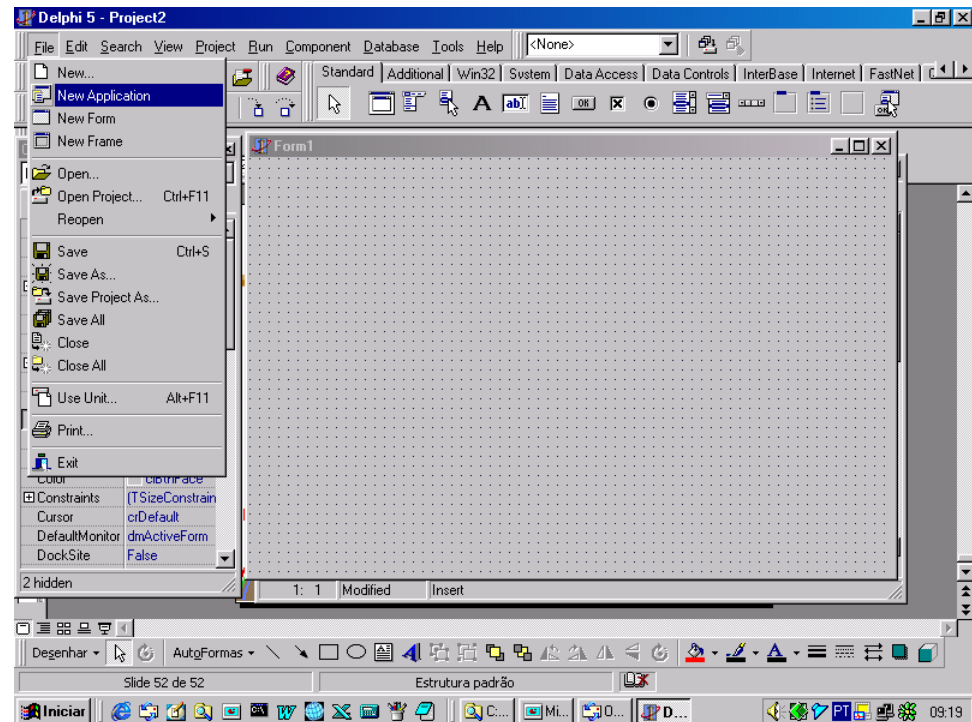 Delphi 5 - Project2
File Edit Search View Project Run Component Database Tools Help <None>
Standard Additional Win32 System Data Access Data Controls InterBase Internet FastNet
New...
New Application
New Form
New Frame
Open...
Open Project... Ctrl+F11
Reopen
Save Ctrl+S
Save As...
Save Project As...
Save All
Close
Close All
Use Unit... Alt+F11
Print...
Exit
Form1
Color clBtnFace
Constraints (TSizeConstrain
Cursor crDefault
DefaultMonitor dmActiveForm
DockSite False
2 hidden
1: 1 Modified Insert
Desenhar AutoFormas
Slide 52 de 52 Estrutura padrão
Iniciar C:... Mi... O... D... PT 09:19